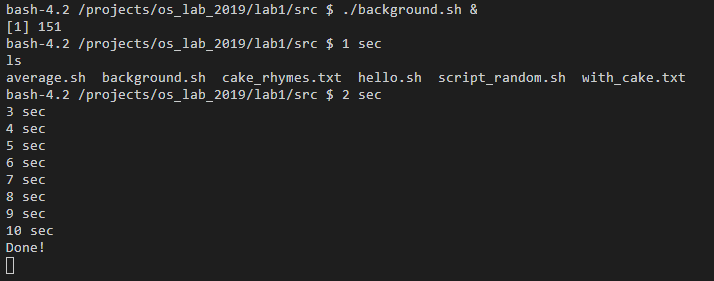 bash-4.2 /projects/os_lab_2019/lab1/src $ ./background.sh &
[1] 151
bash-4.2 /projects/os_lab_2019/lab1/src $ 1 sec
ls
average.sh  background.sh  cake_rhymes.txt  hello.sh  script_random.sh  with_cake.txt
bash-4.2 /projects/os_lab_2019/lab1/src $ 2 sec
3 sec
4 sec
5 sec
6 sec
7 sec
8 sec
9 sec
10 sec
Done!